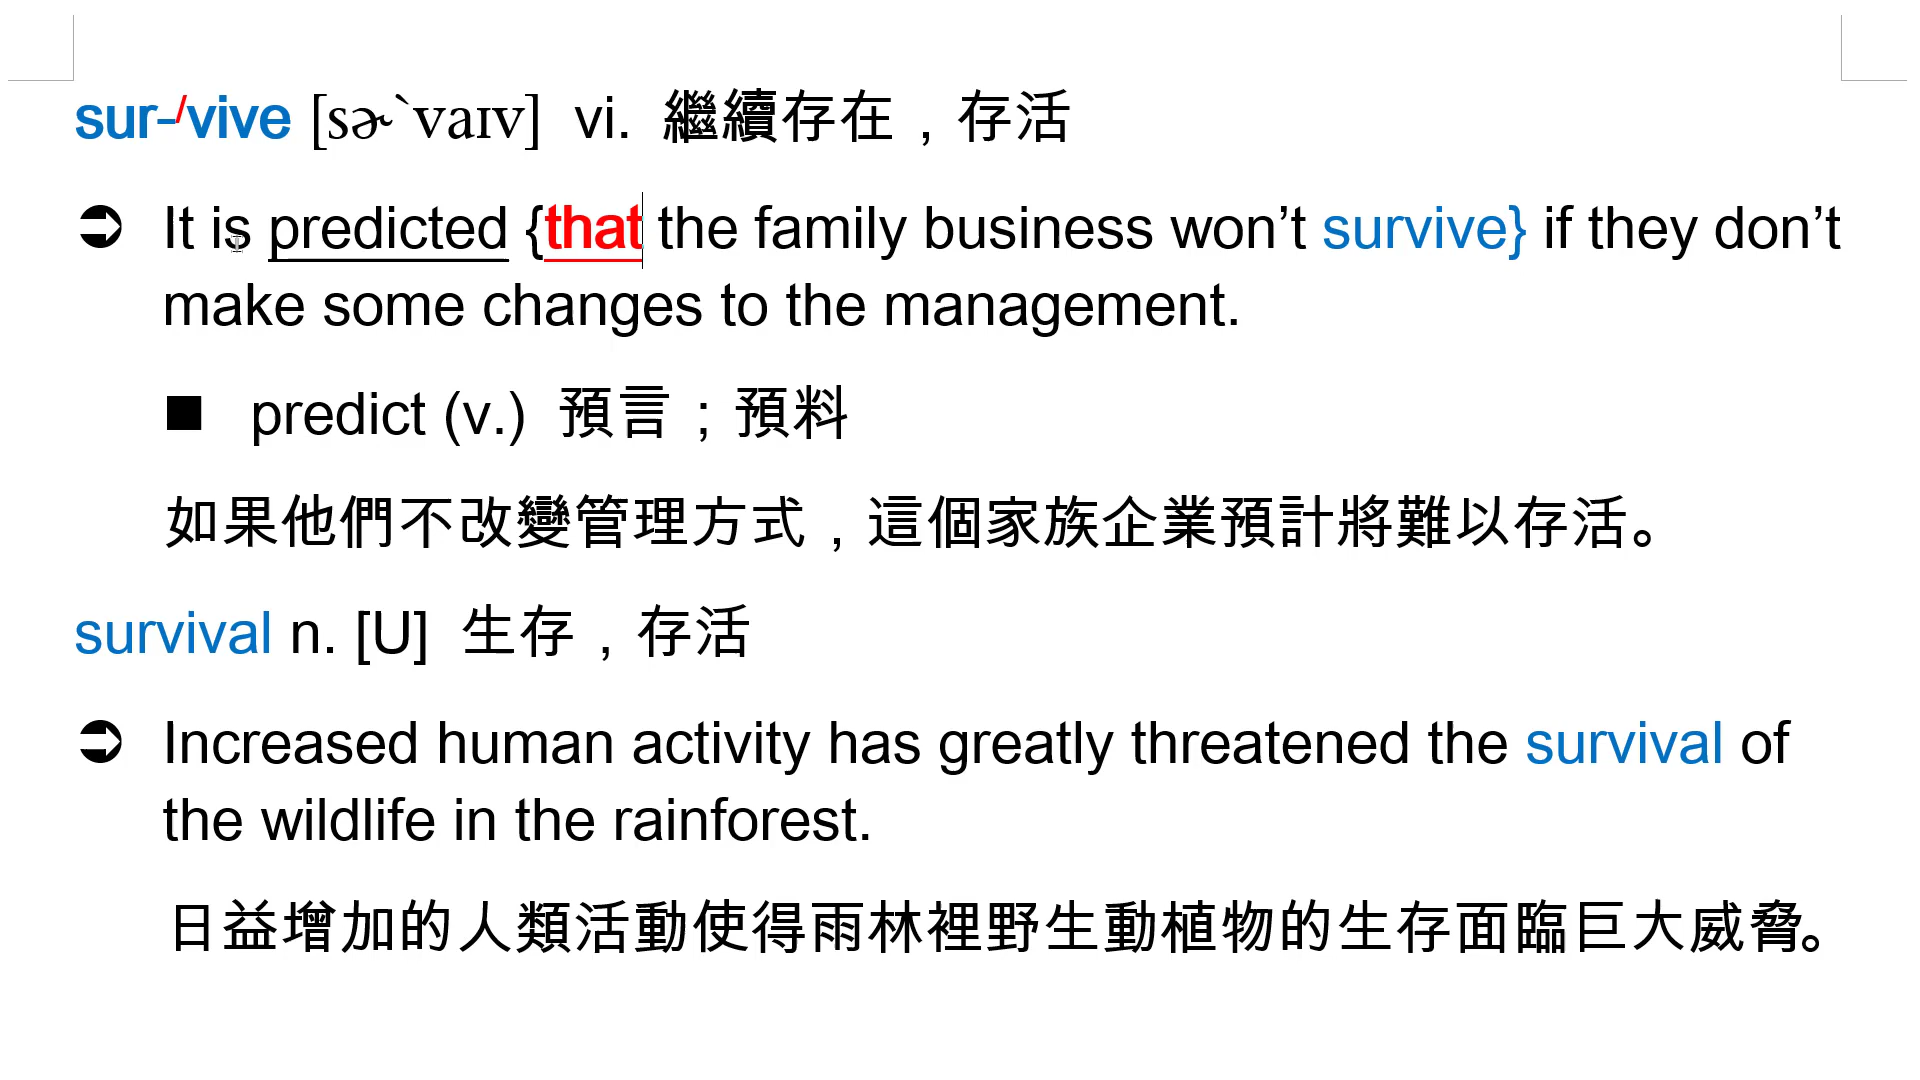 sur-/vive [sɚˋvaɪv] vi. 繼續存在，存活
➲ It is predicted {that the family business won’t survive} if they don’t
make some changes to the management.
■ predict (v.) 預言；預料
如果他們不改變管理方式，這個家族企業預計將難以存活。
survival n. [U] 生存，存活
➲ Increased human activity has greatly threatened the survival of
the wildlife in the rainforest.
日益增加的人類活動使得雨林裡野生動植物的生存面臨巨大威脅。